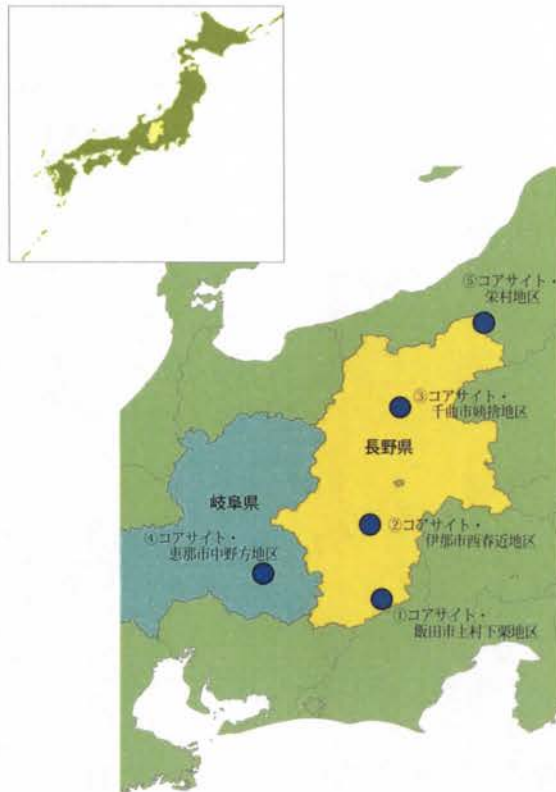 ⑤コアサイト・
栄村地区
③コアサイト・
千曲市姨捨地区
長野県
岐阜県
④コアサイト・
恵那市中野方地区
②コアサイト・
伊那市西春近地区
①コアサイト・
飯田市上村下栗地区